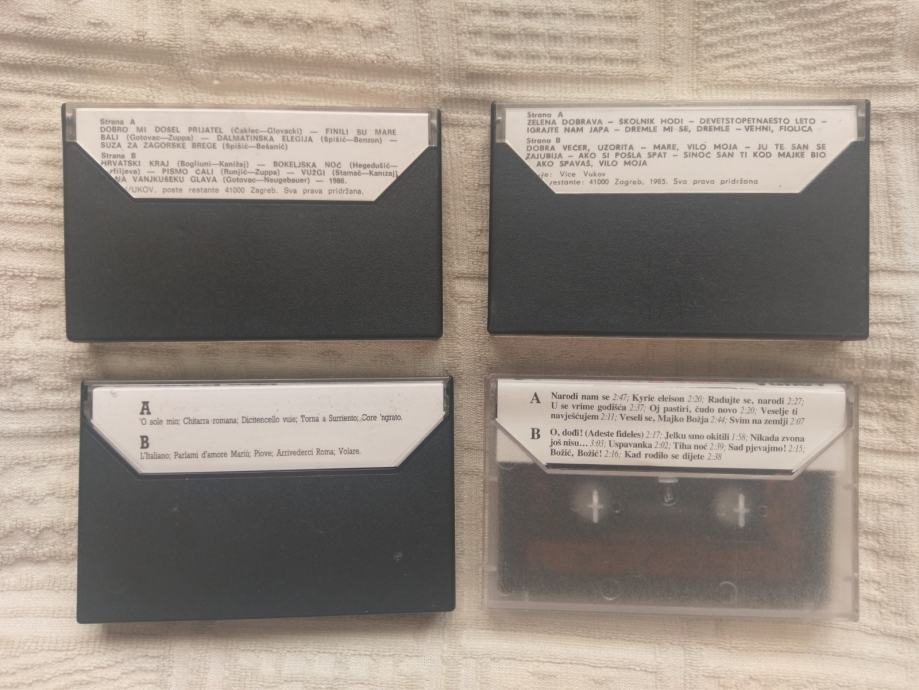 Strana A
DOBRO MI DOŠEL PRIJATEL (Čaklec—Glovacki) — FINILI SU MARE
BALI (Gotovac—Zuppa) — DALMATINSKA ELEGIJA (Spišić—Benzon) —
SUZA ZA ZAGORSKE BREGE (Spišić—Bešanić)
Strana B
HRVATSKI KRAJ (Bogliuni—Kanižaj) — BOKELJSKA NOĆ (Hegedušić—
rfiljeva) — PISMO ĆALI (Runjić—Zuppa) — VUŽGI (Stamać—Kanižaj)
NA VANJKUŠEKU GLAVA (Gotovac—Neugebauer) — 1986.
VUKOV, poste restante 41000 Zagreb. Sva prava pridržana.
Strana A
ZELENA DOBRAVA – ŠKOLNIK HODI – DEVETSTOPETNAESTO LETO –
IGRAJTE NAM JAPA – DREMLE MI SE, DREMLE – VEHNI, FIOLICA
Strana B
DOBRA VEČER, UZORITA – MARE, VILO MOJA – JU TE SAN SE
ZAJUBIJA – AKO SI POŠLA SPAT – SINOĆ SAN TI KOD MAJKE BIO
AKO SPAVAŠ, VILO MOJA
Vice Vukov
restante: 41000 Zagreb, 1985. Sva prava pridržana
A
'O sole mio; Chitarra romana; Dicitencello vuie; Torna a Surriento; Core 'ngrato.
B
L'Italiano; Parlami d'amore Mariù; Piove; Arrivederci Roma; Volare.
A Narodi nam se 2:47; Kyrie eleison 2:20; Radujte se, narodi 2:27;
U se vrime godišća 2:37; Oj pastiri, čudo novo 2:20; Veselje ti
navješćujem 2:11; Veseli se, Majko Božja 2:44; Svim na zemlji 2:07
B O, dođi! (Adeste fideles) 2:17; Jelku smo okitili 1:58; Nikada zvona
još nisu... 3:03; Uspavanka 2:02; Tiha noć 2:39; Sad pjevajmo! 2:15;
Božić, Božić! 2:16; Kad rodilo se dijete 2:38